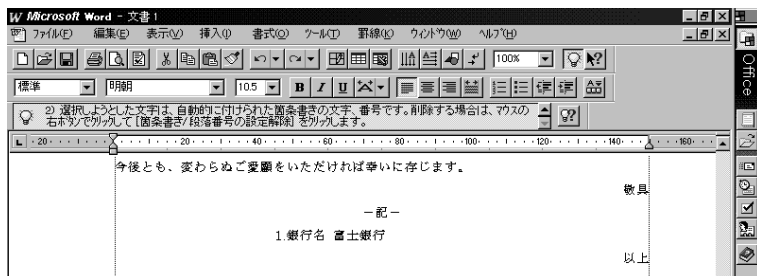 Microsoft Word - 文書1
ファイル(F) 編集(E) 表示(V) 挿入(I) 書式(O) ツール(T) 罫線(K) ウィンドウ(W) ヘルプ(H)
100%
標準 明朝 10.5 B I U
2) 選択しようとした文字は、自動的に付けられた箇条書きの文字、番号です。削除する場合は、マウスの
右ボタンでクリックして [箇条書き/段落番号の設定解除] をクリックします。
20 20 40 60 80 100 120 140 160
Office
今後とも、変わらぬご愛顧をいただければ幸いに存じます。
敬具
－記－
1.銀行名 富士銀行
以上